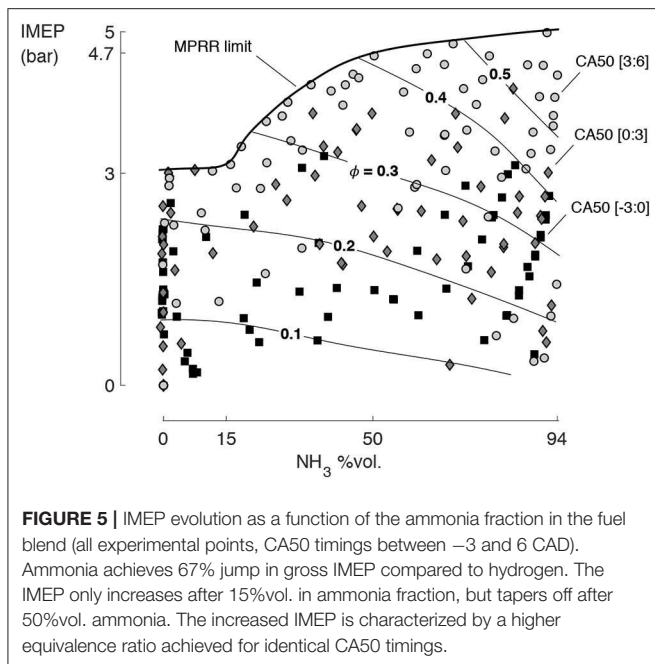 IMEP
(bar)
5
4.7
3
0
MPRR limit
0.5
0.4
ϕ = 0.3
0.2
0.1
CA50 [3:6]
CA50 [0:3]
CA50 [-3:0]
0 15 50 94
NH3 %vol.
FIGURE 5 | IMEP evolution as a function of the ammonia fraction in the fuel
blend (all experimental points, CA50 timings between −3 and 6 CAD).
Ammonia achieves 67% jump in gross IMEP compared to hydrogen. The
IMEP only increases after 15%vol. in ammonia fraction, but tapers off after
50%vol. ammonia. The increased IMEP is characterized by a higher
equivalence ratio achieved for identical CA50 timings.